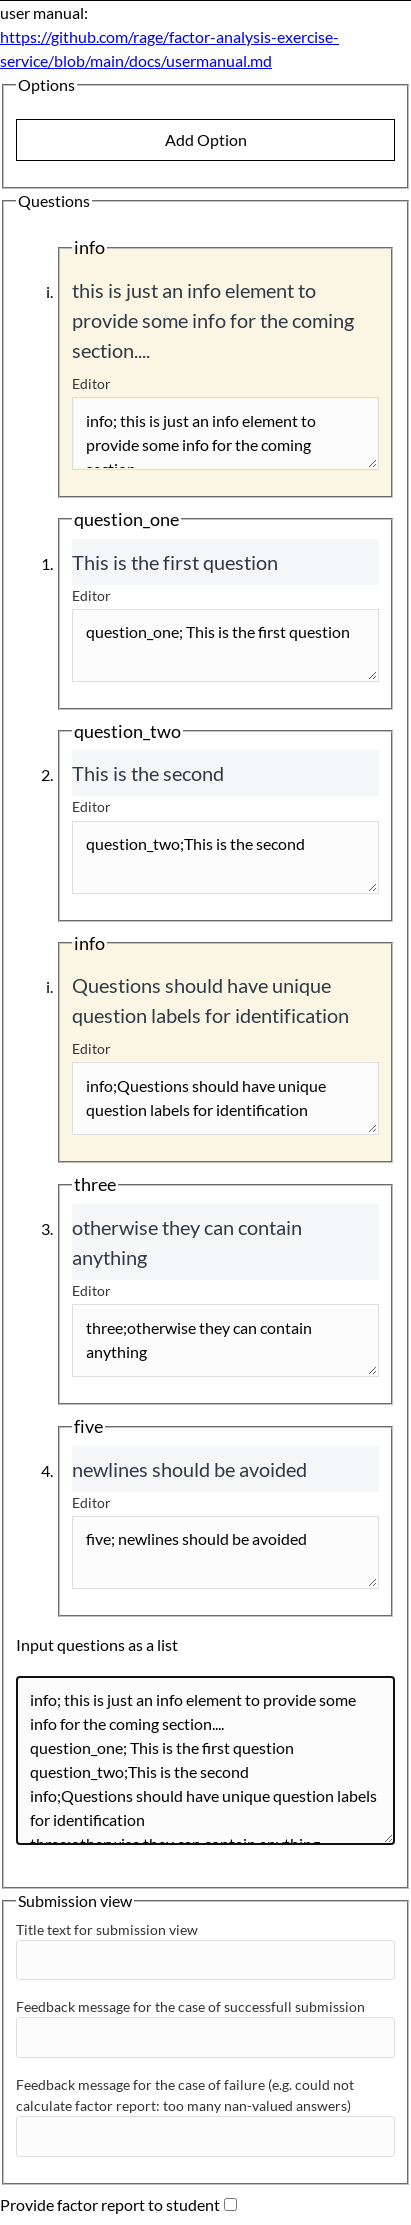 user manual:
https://github.com/rage/factor-analysis-exercise-
service/blob/main/docs/usermanual.md
Options
Add Option
Questions
info
i.
this is just an info element to
provide some info for the coming
section....
Editor
info; this is just an info element to
provide some info for the coming
section
question_one
1.
This is the first question
Editor
question_one; This is the first question
question_two
2.
This is the second
Editor
question_two;This is the second
info
i.
Questions should have unique
question labels for identification
Editor
info;Questions should have unique
question labels for identification
three
3.
otherwise they can contain
anything
Editor
three;otherwise they can contain
anything
five
4.
newlines should be avoided
Editor
five; newlines should be avoided
Input questions as a list
info; this is just an info element to provide some
info for the coming section....
question_one; This is the first question
question_two;This is the second
info;Questions should have unique question labels
for identification
three;otherwise they can contain anything
Submission view
Title text for submission view
Feedback message for the case of successfull submission
Feedback message for the case of failure (e.g. could not
calculate factor report: too many nan-valued answers)
Provide factor report to student